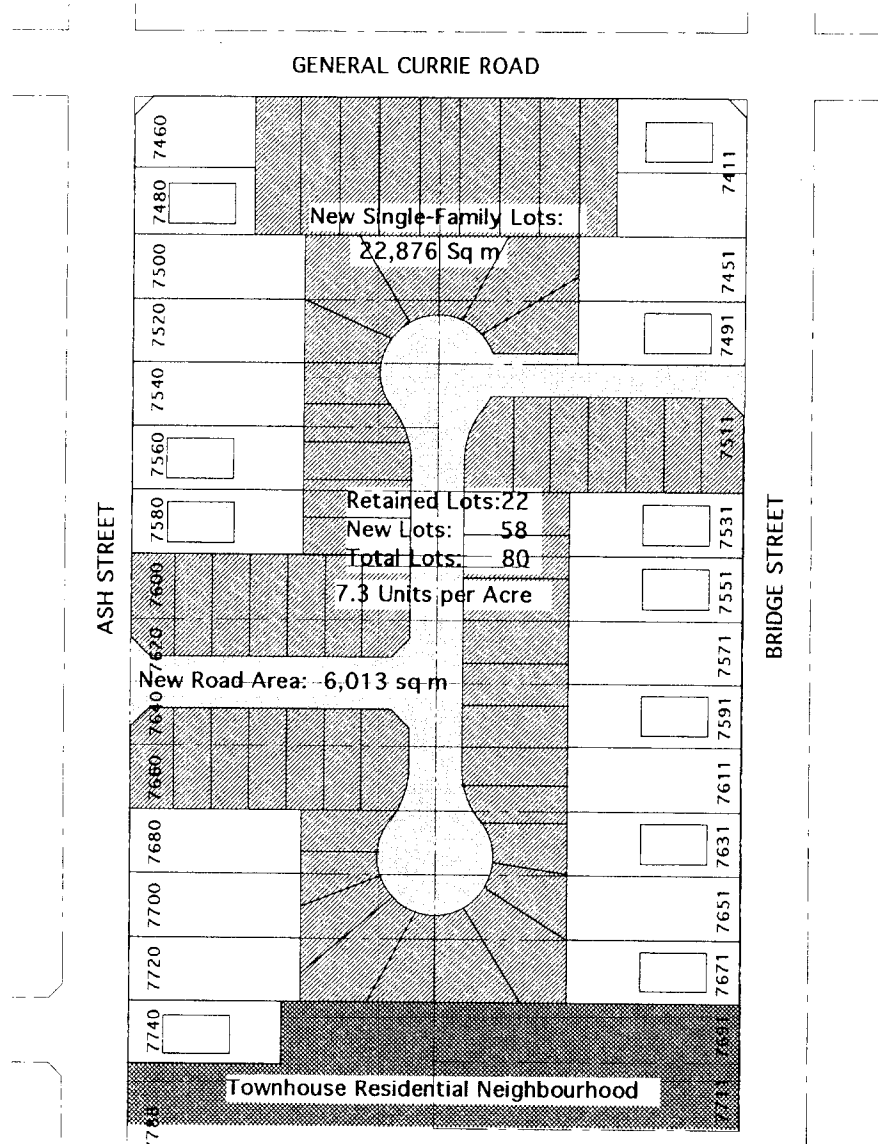 GENERAL CURRIE ROAD
7460
7480
7500
7520
7540
7560
7580
7600
7620
7640
7660
7680
7700
7720
7740
7788
ASH STREET
New Single-Family Lots:
22,876 Sq m
Retained Lots:22
New Lots: 58
Total Lots: 80
7.3 Units per Acre
New Road Area: 6,013 sq m
7411
7451
7491
7511
7531
7551
7571
7591
7611
7631
7651
7671
7691
7711
BRIDGE STREET
Townhouse Residential Neighbourhood